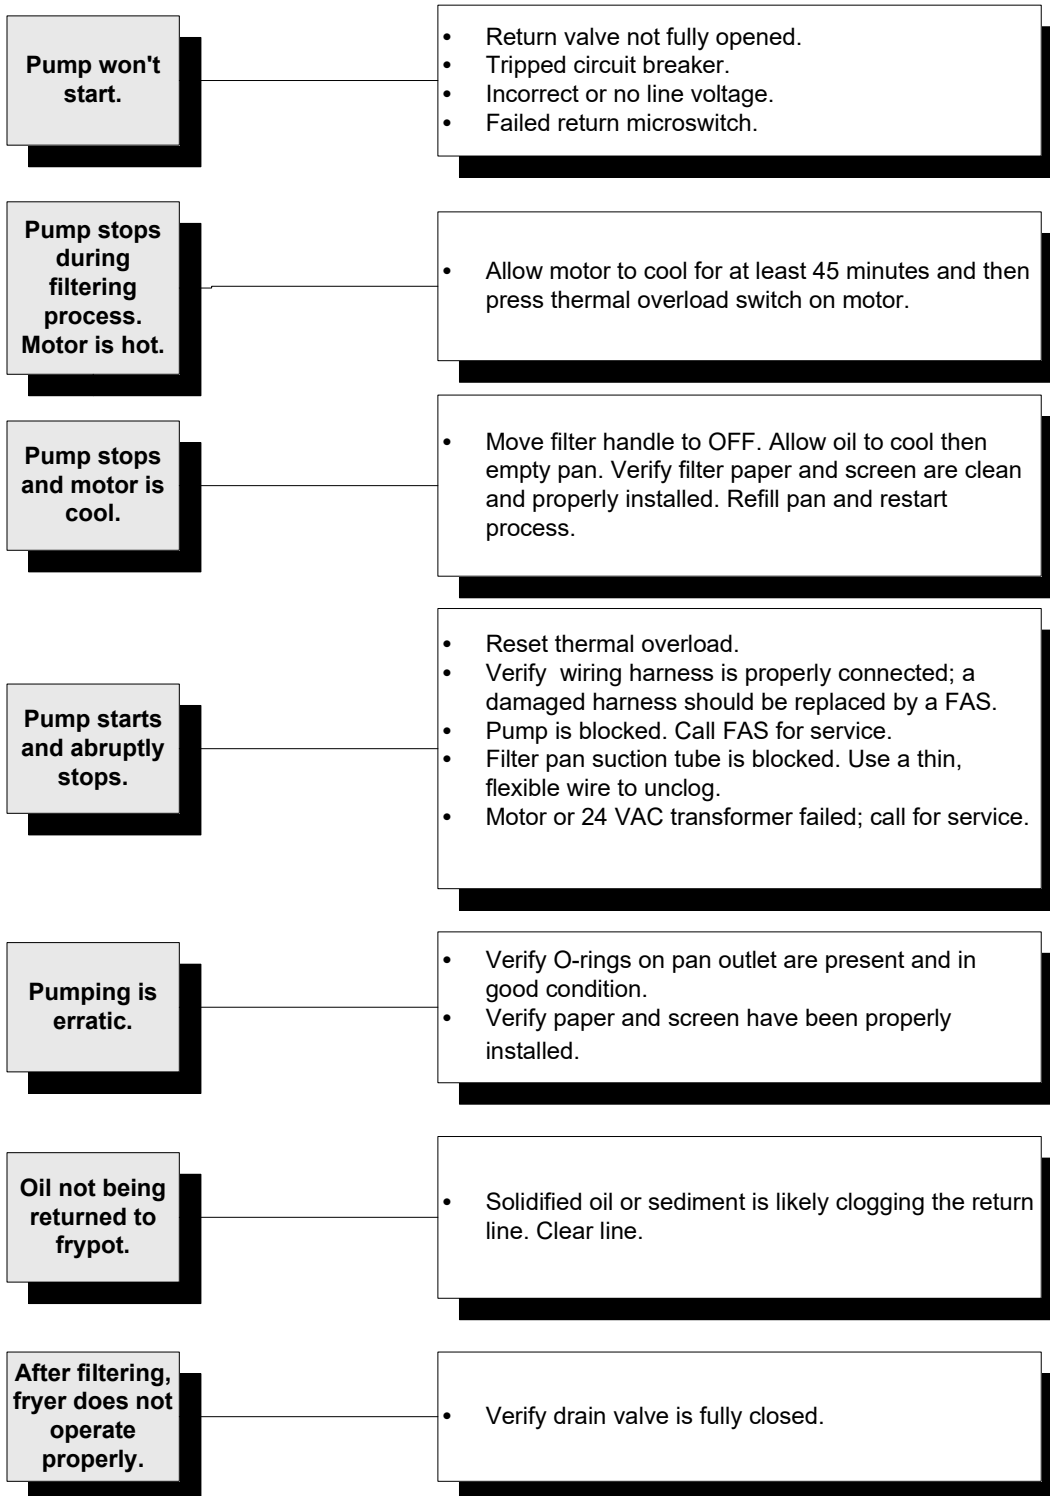 Pump won't
start.
• Return valve not fully opened.
• Tripped circuit breaker.
• Incorrect or no line voltage.
• Failed return microswitch.
Pump stops
during
filtering
process.
Motor is hot.
• Allow motor to cool for at least 45 minutes and then
press thermal overload switch on motor.
Pump stops
and motor is
cool.
• Move filter handle to OFF. Allow oil to cool then
empty pan. Verify filter paper and screen are clean
and properly installed. Refill pan and restart
process.
Pump starts
and abruptly
stops.
• Reset thermal overload.
• Verify  wiring harness is properly connected; a
damaged harness should be replaced by a FAS.
• Pump is blocked. Call FAS for service.
• Filter pan suction tube is blocked. Use a thin,
flexible wire to unclog.
• Motor or 24 VAC transformer failed; call for service.
Pumping is
erratic.
• Verify O-rings on pan outlet are present and in
good condition.
• Verify paper and screen have been properly
installed.
Oil not being
returned to
frypot.
• Solidified oil or sediment is likely clogging the return
line. Clear line.
After filtering,
fryer does not
operate
properly.
• Verify drain valve is fully closed.